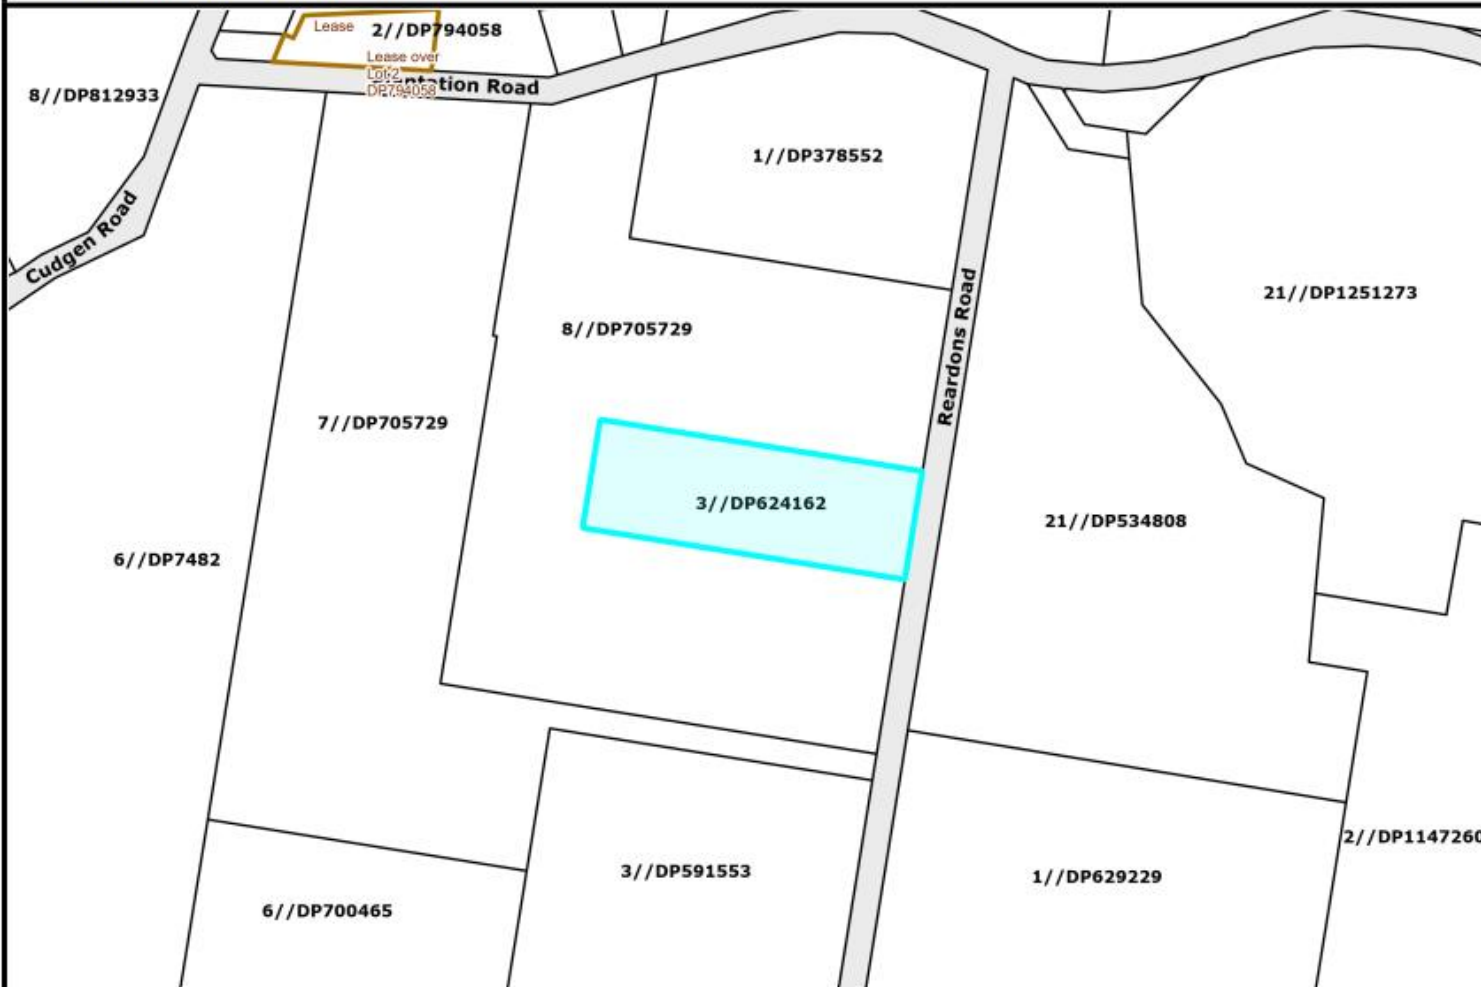 Lease
2//DP794058
Lease over
Lot 2
DP794058
ntation Road
8//DP812933
1//DP378552
Cudgen Road
21//DP1251273
Reardons Road
8//DP705729
7//DP705729
3//DP624162
21//DP534808
6//DP7482
2//DP1147260
3//DP591553
1//DP629229
6//DP700465